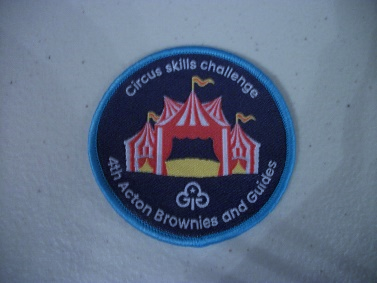 Circus skills challenge
4th Acton Brownies and Guides